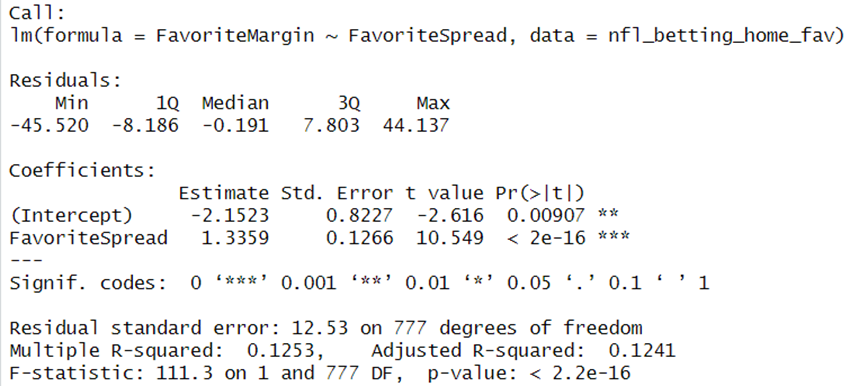 Call:
lm(formula = FavoriteMargin ~ FavoriteSpread, data = nfl_betting_home_fav)
Residuals:
Min 1Q Median 3Q Max
-45.520 -8.186 -0.191 7.803 44.137
Coefficients:
Estimate Std. Error t value Pr(>|t|)
(Intercept) -2.1523 0.8227 -2.616 0.00907 **
FavoriteSpread 1.3359 0.1266 10.549 < 2e-16 ***
---
Signif. codes: 0 ‘***’ 0.001 ‘**’ 0.01 ‘*’ 0.05 ‘.’ 0.1 ‘ ’ 1
Residual standard error: 12.53 on 777 degrees of freedom
Multiple R-squared: 0.1253, Adjusted R-squared: 0.1241
F-statistic: 111.3 on 1 and 777 DF, p-value: < 2.2e-16